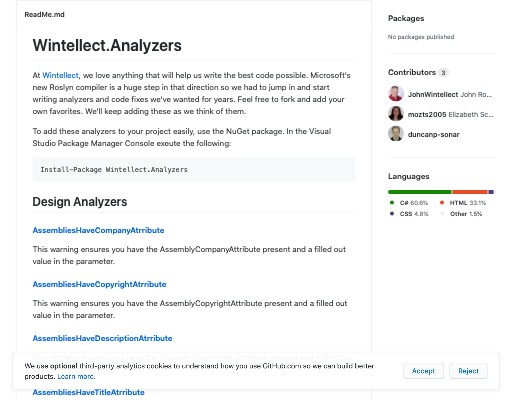 ReadMe.md
Wintellect.Analyzers
At Wintellect, we love anything that will help us write the best code possible. Microsoft's
new Roslyn compiler is a huge step in that direction so we had to jump in and start
writing analyzers and code fixes we've wanted for years. Feel free to fork and add your
own favorites. We'll keep adding these as we think of them.
To add these analyzers to your project easily, use the NuGet package. In the Visual
Studio Package Manager Console exeute the following:
Install-Package Wintellect.Analyzers
Design Analyzers
AssembliesHaveCompanyAtrribute
This warning ensures you have the AssemblyCompanyAttribute present and a filled out
value in the parameter.
AssembliesHaveCopyrightAtrribute
This warning ensures you have the AssemblyCopyrightAttribute present and a filled out
value in the parameter.
AssembliesHaveDescriptionAtrribute
We use optional third-party analytics cookies to understand how you use GitHub.com so we can build better
products. Learn more.
Accept
Reject
AssembliesHaveTitleAtrribute
Packages
No packages published
Contributors 3
JohnWintellect John Ro...
mozts2005 Elizabeth Sc...
duncanp-sonar
Languages
C# 60.6% HTML 33.1%
CSS 4.8% Other 1.5%